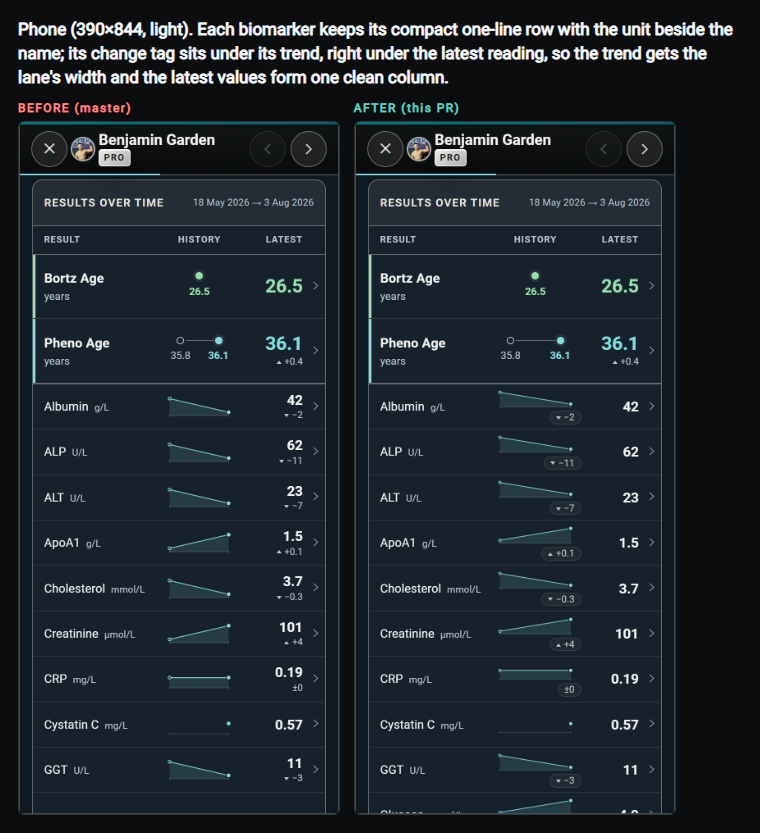 Phone (390×844, light). Each biomarker keeps its compact one-line row with the unit beside the
name; its change tag sits under its trend, right under the latest reading, so the trend gets the
lane's width and the latest values form one clean column.
BEFORE (master)
Benjamin Garden
PRO
RESULTS OVER TIME 18 May 2026 → 3 Aug 2026
RESULT HISTORY LATEST
Bortz Age
years
26.5
26.5
Pheno Age
years
35.8 36.1
36.1
▲ +0.4
Albumin g/L 42
▼ −2
ALP U/L 62
▼ −11
ALT U/L 23
▼ −7
ApoA1 g/L 1.5
▲ +0.1
Cholesterol mmol/L 3.7
▼ −0.3
Creatinine µmol/L 101
▲ +4
CRP mg/L 0.19
±0
Cystatin C mg/L 0.57
GGT U/L 11
▼ −3
AFTER (this PR)
Benjamin Garden
PRO
RESULTS OVER TIME 18 May 2026 → 3 Aug 2026
RESULT HISTORY LATEST
Bortz Age
years
26.5
26.5
Pheno Age
years
35.8 36.1
36.1
▲ +0.4
Albumin g/L 42
▼ −2
ALP U/L 62
▼ −11
ALT U/L 23
▼ −7
ApoA1 g/L 1.5
▲ +0.1
Cholesterol mmol/L 3.7
▼ −0.3
Creatinine µmol/L 101
▲ +4
CRP mg/L 0.19
±0
Cystatin C mg/L 0.57
GGT U/L 11
▼ −3